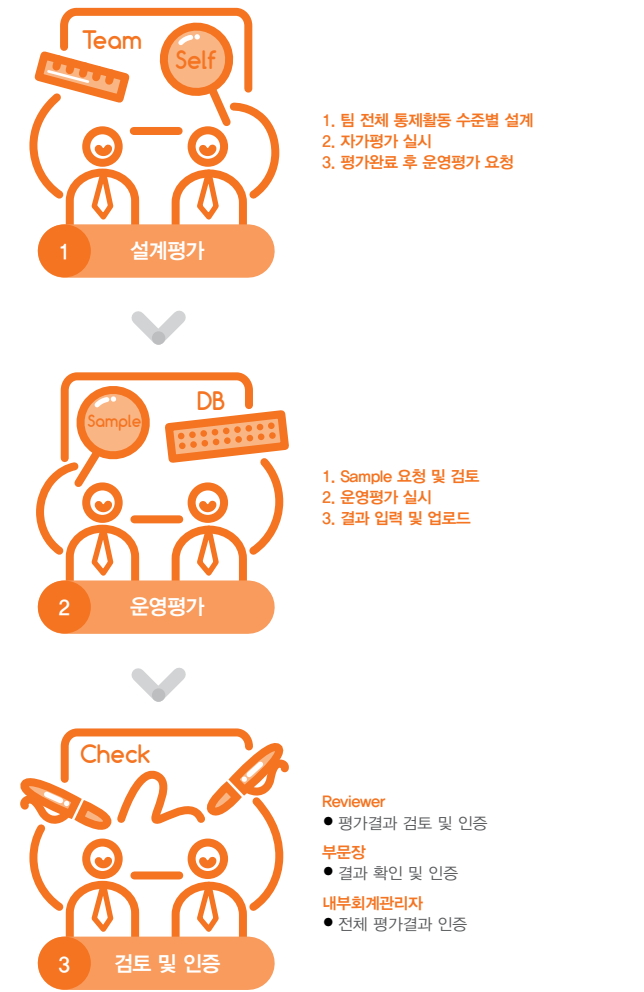 Team
Self
1. 팀 전체 통제활동 수준별 설계
2. 자가평가 실시
3. 평가완료 후 운영평가 요청
1 설계평가
Sample
DB
1. Sample 요청 및 검토
2. 운영평가 실시
3. 결과 입력 및 업로드
2 운영평가
Check
Reviewer
● 평가결과 검토 및 인증
부문장
● 결과 확인 및 인증
내부회계관리자
● 전체 평가결과 인증
3 검토 및 인증